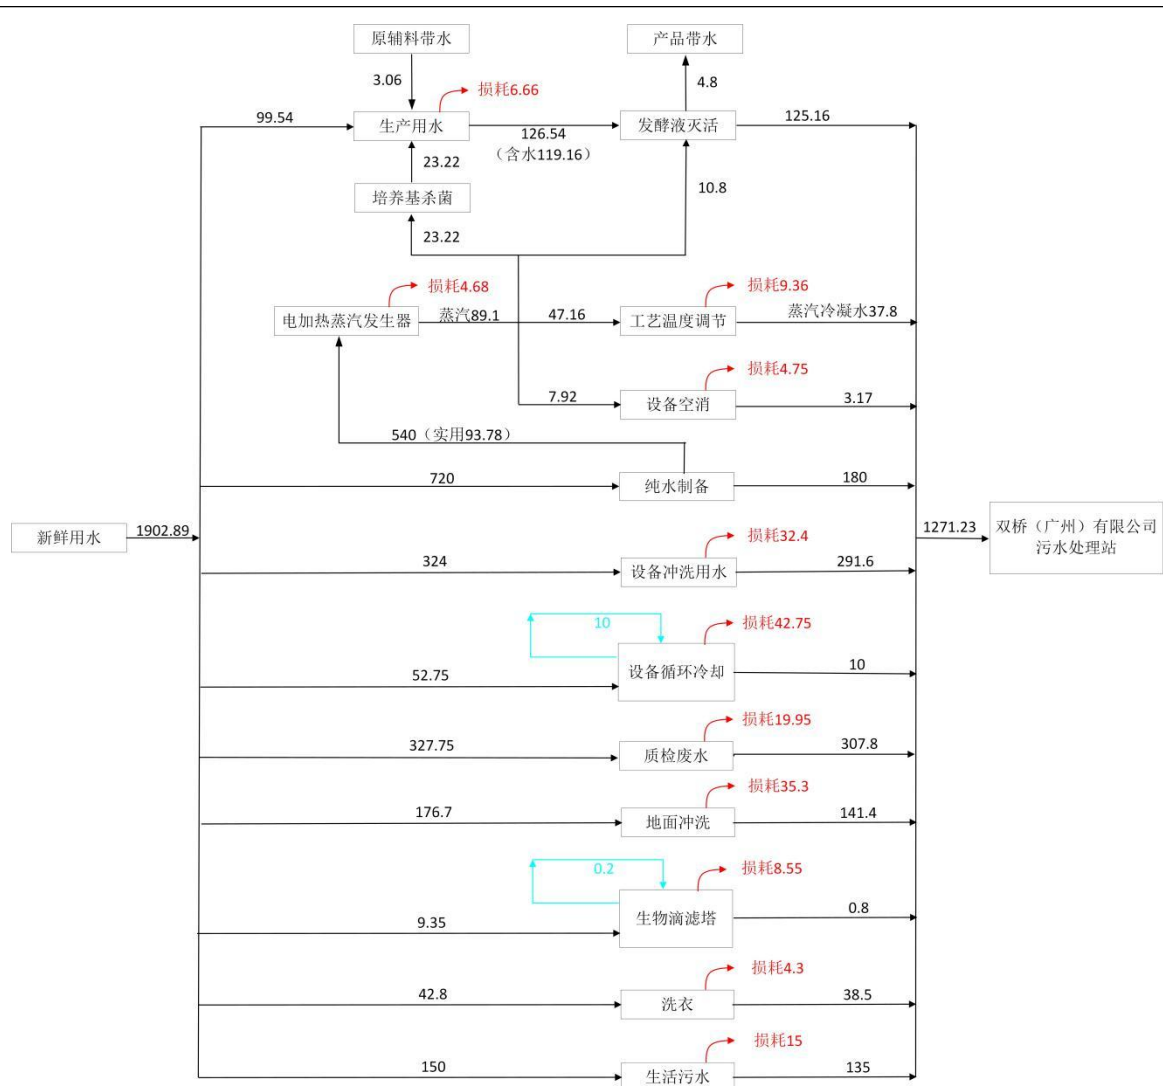 原辅料带水
产品带水
3.06
损耗6.66
4.8
99.54
生产用水
126.54
（含水119.16）
发酵液灭活
125.16
23.22
培养基杀菌
10.8
23.22
损耗4.68
损耗9.36
电加热蒸汽发生器
蒸汽89.1
47.16
工艺温度调节
蒸汽冷凝水37.8
损耗4.75
7.92
设备空消
3.17
540（实用93.78）
720
纯水制备
180
新鲜用水
1902.89
1271.23
双桥（广州）有限公司
污水处理站
损耗32.4
324
设备冲洗用水
291.6
10
损耗42.75
52.75
设备循环冷却
10
损耗19.95
327.75
质检废水
307.8
损耗35.3
176.7
地面冲洗
141.4
0.2
损耗8.55
9.35
生物滴滤塔
0.8
损耗4.3
42.8
洗衣
38.5
损耗15
150
生活污水
135